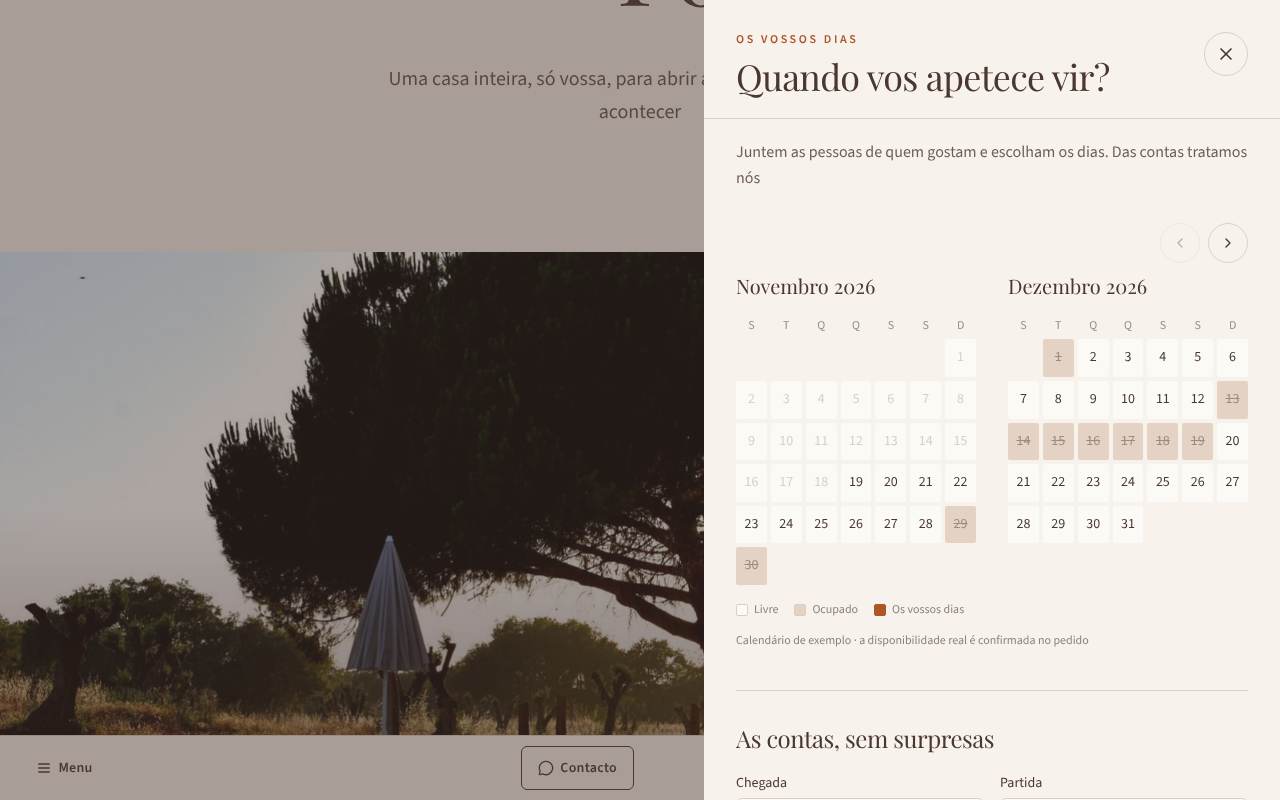 Uma casa inteira, só vossa, para abrir
acontecer
Menu
Contacto
OS VOSSOS DIAS
Quando vos apetece vir?
Juntem as pessoas de quem gostam e escolham os dias. Das contas tratamos
nós
Novembro 2026
S T Q Q S S D
1
2 3 4 5 6 7 8
9 10 11 12 13 14 15
16 17 18 19 20 21 22
23 24 25 26 27 28 29
30
Dezembro 2026
S T Q Q S S D
1 2 3 4 5 6
7 8 9 10 11 12 13
14 15 16 17 18 19 20
21 22 23 24 25 26 27
28 29 30 31
Livre Ocupado Os vossos dias
Calendário de exemplo · a disponibilidade real é confirmada no pedido
As contas, sem surpresas
Chegada Partida